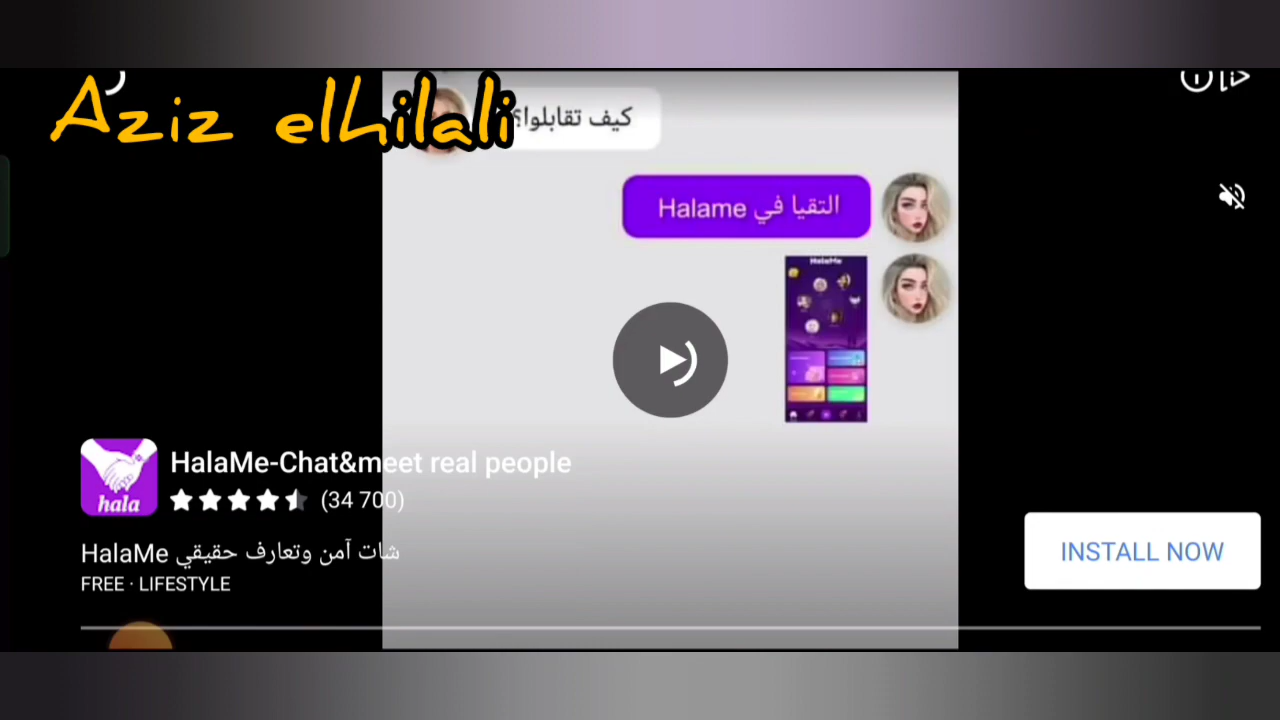 Aziz elhilali
كيف تقابلوا؟
التقيا في Halame
HalaMe
HalaMe-Chat&meet real people
hala
(34 700)
شات آمن وتعارف حقيقي HalaMe
FREE · LIFESTYLE
INSTALL NOW